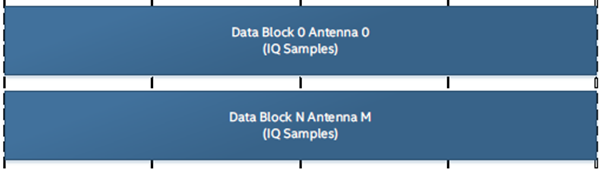 Data Block 0 Antenna 0
(IQ Samples)
Data Block N Antenna M
(IQ Samples)